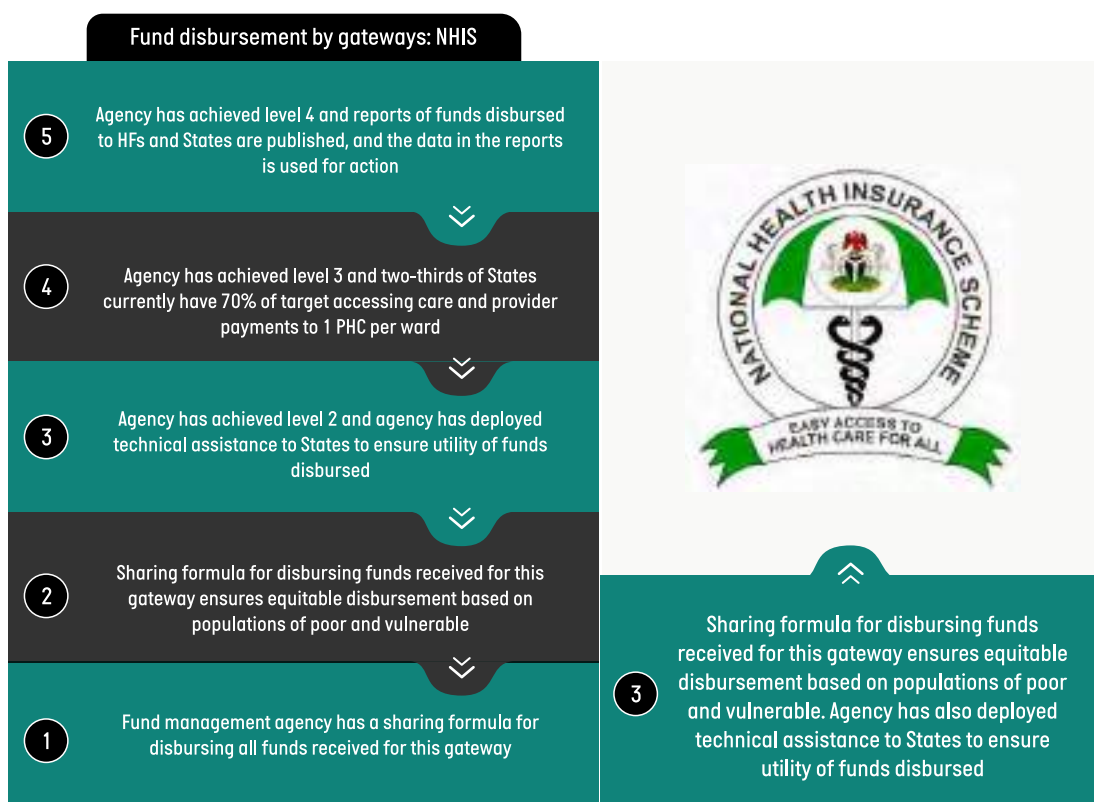 Fund disbursement by gateways: NHIS
5
Agency has achieved level 4 and reports of funds disbursed
to HFs and States are published, and the data in the reports
is used for action
4
Agency has achieved level 3 and two-thirds of States
currently have 70% of target accessing care and provider
payments to 1 PHC per ward
3
Agency has achieved level 2 and agency has deployed
technical assistance to States to ensure utility of funds
disbursed
2
Sharing formula for disbursing funds received for this
gateway ensures equitable disbursement based on
populations of poor and vulnerable
1
Fund management agency has a sharing formula for
disbursing all funds received for this gateway
NATIONAL HEALTH INSURANCE SCHEME
EASY ACCESS TO
HEALTH CARE FOR ALL
3
Sharing formula for disbursing funds
received for this gateway ensures equitable
disbursement based on populations of poor
and vulnerable. Agency has also deployed
technical assistance to States to ensure
utility of funds disbursed